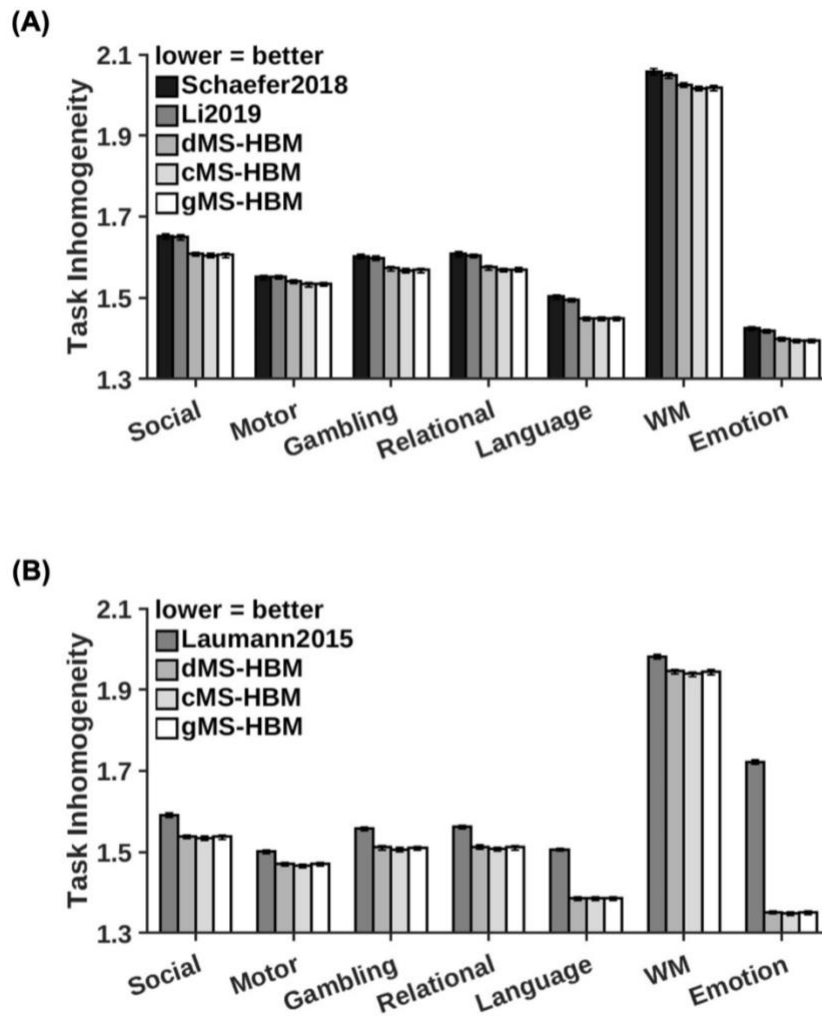 (A)
Task Inhomogeneity
2.1
1.9
1.7
1.5
1.3
lower = better
Schaefer2018
Li2019
dMS-HBM
cMS-HBM
gMS-HBM
Social
Motor
Gambling
Relational
Language
WM
Emotion
(B)
Task Inhomogeneity
2.1
1.9
1.7
1.5
1.3
lower = better
Laumann2015
dMS-HBM
cMS-HBM
gMS-HBM
Social
Motor
Gambling
Relational
Language
WM
Emotion